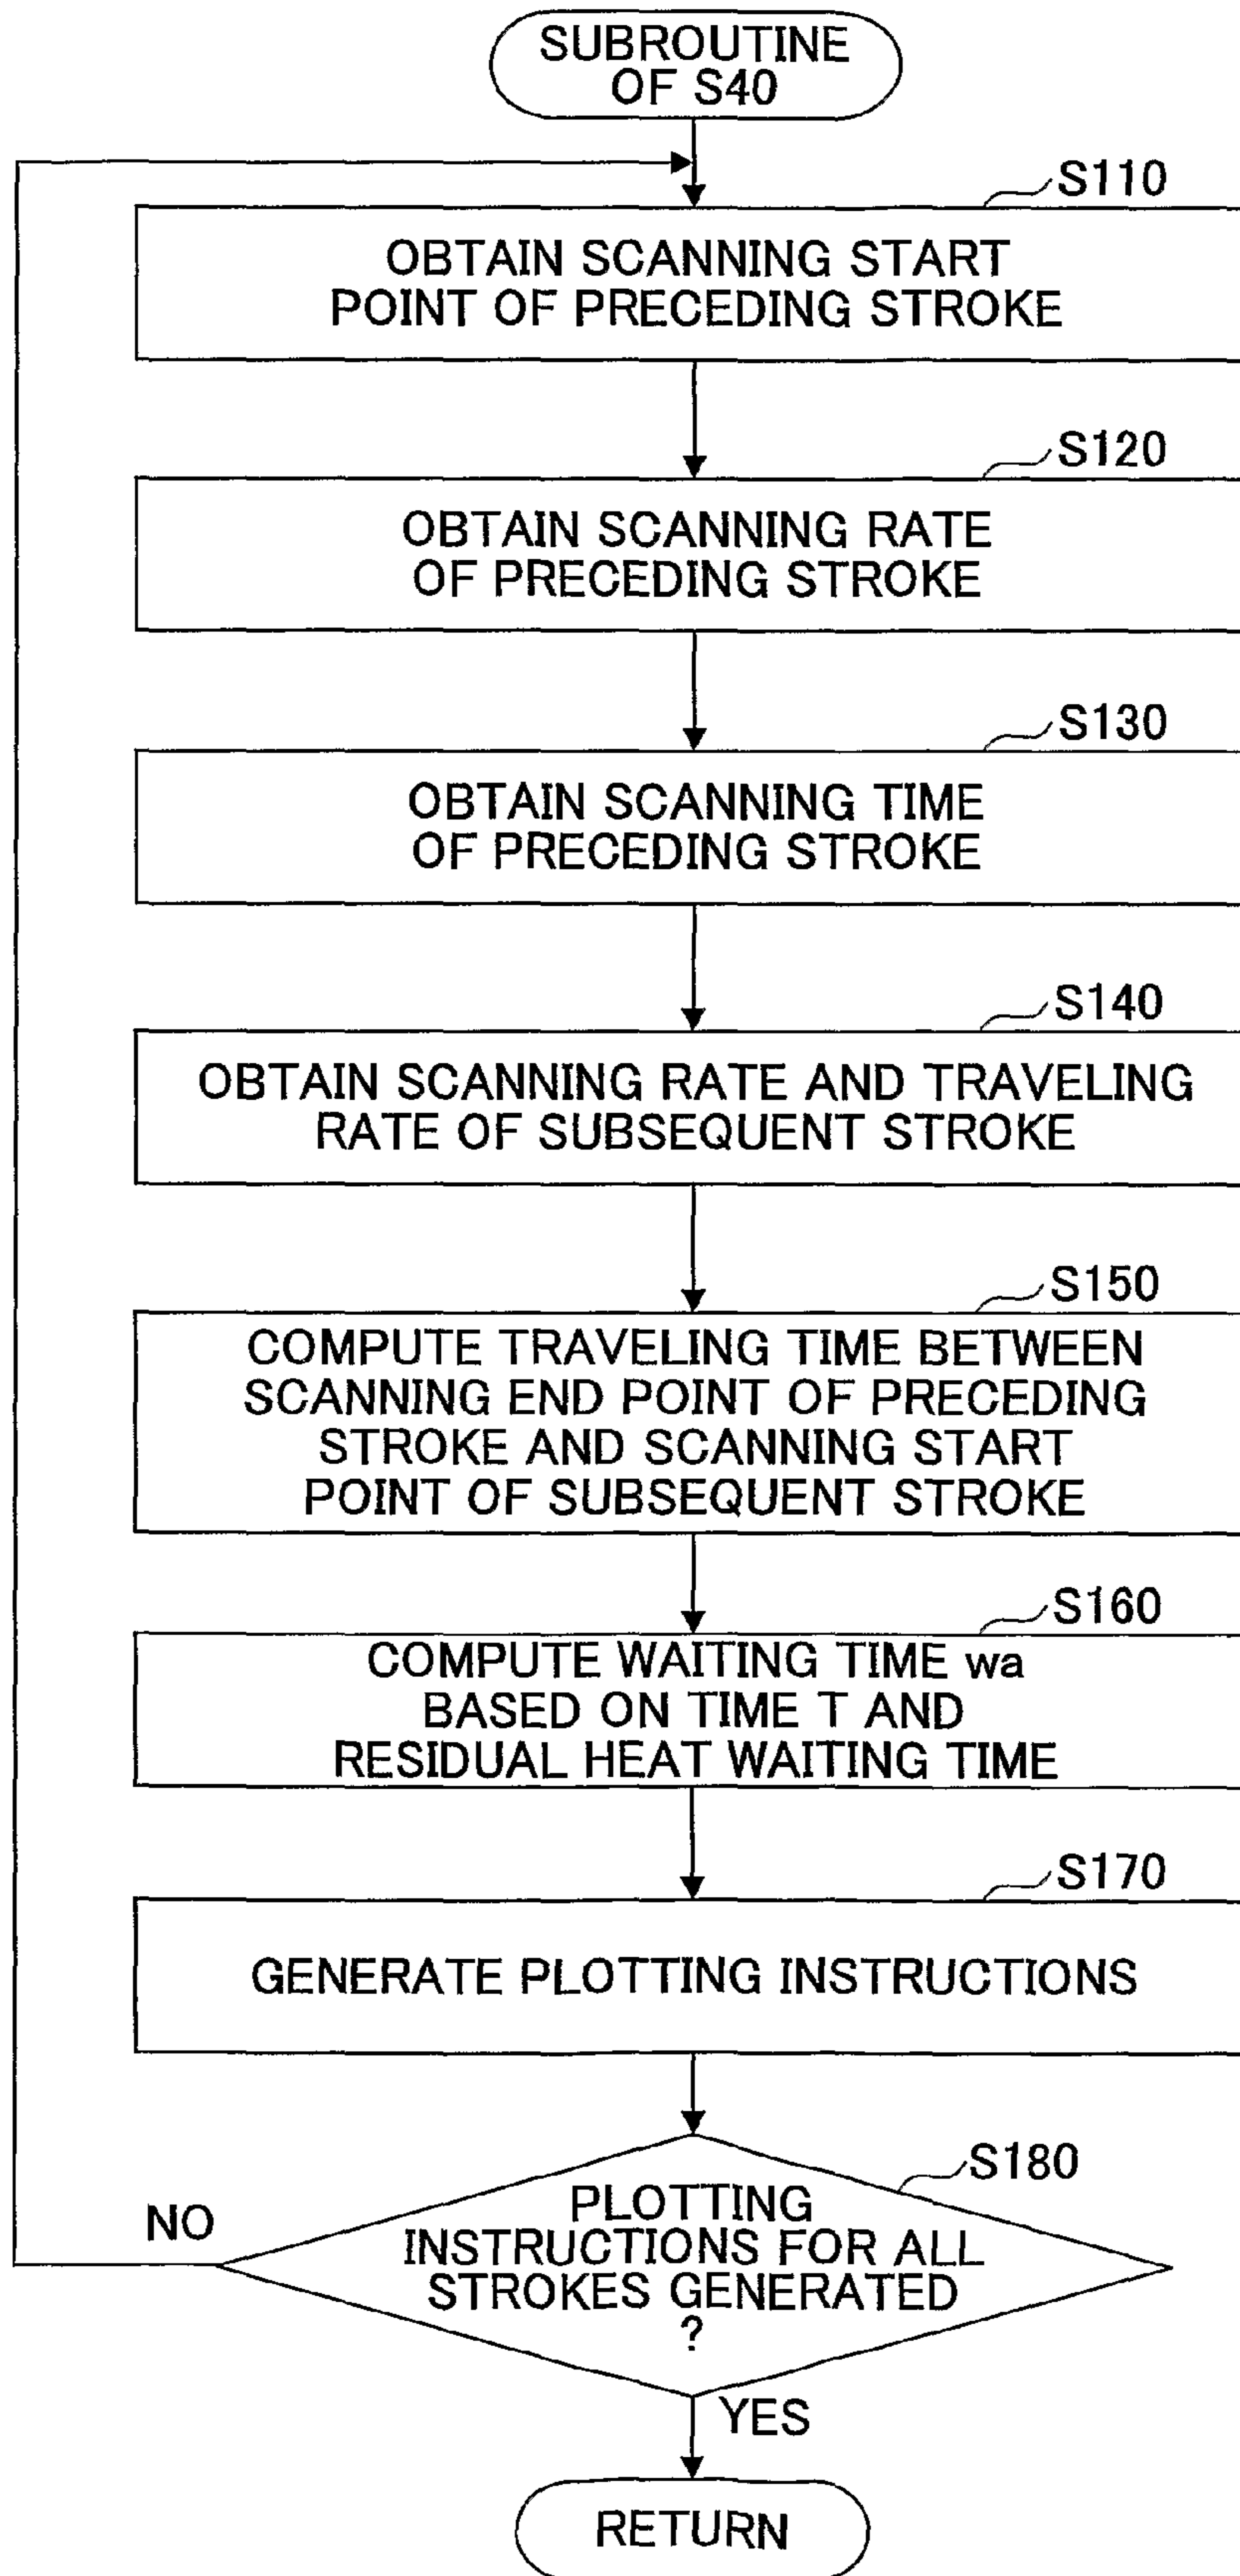 SUBROUTINE
OF S40
S110
OBTAIN SCANNING START
POINT OF PRECEDING STROKE
S120
OBTAIN SCANNING RATE
OF PRECEDING STROKE
S130
OBTAIN SCANNING TIME
OF PRECEDING STROKE
S140
OBTAIN SCANNING RATE AND TRAVELING
RATE OF SUBSEQUENT STROKE
S150
COMPUTE TRAVELING TIME BETWEEN
SCANNING END POINT OF PRECEDING
STROKE AND SCANNING START
POINT OF SUBSEQUENT STROKE
S160
COMPUTE WAITING TIME wa
BASED ON TIME T AND
RESIDUAL HEAT WAITING TIME
S170
GENERATE PLOTTING INSTRUCTIONS
S180
PLOTTING
INSTRUCTIONS FOR ALL
STROKES GENERATED
?
NO
YES
RETURN